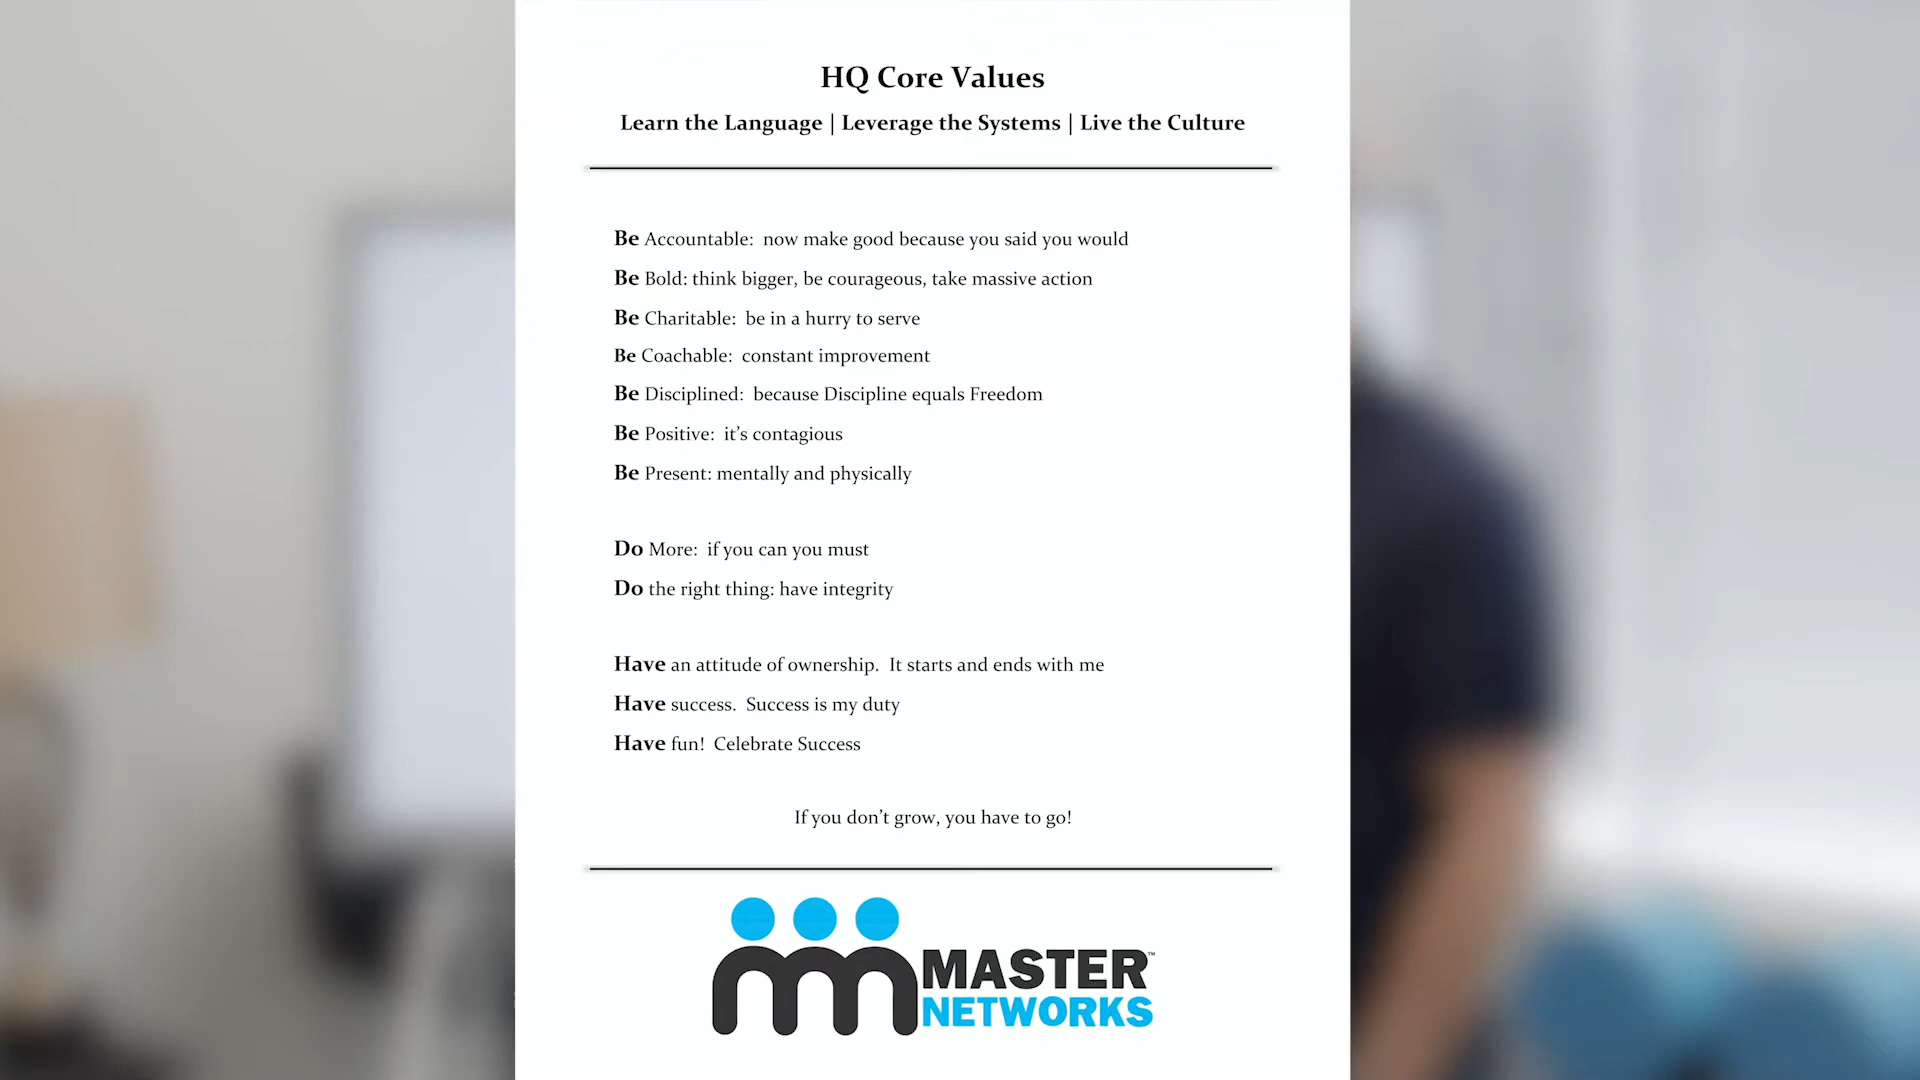 HQ Core Values
Learn the Language | Leverage the Systems | Live the Culture
Be Accountable:  now make good because you said you would
Be Bold: think bigger, be courageous, take massive action
Be Charitable:  be in a hurry to serve
Be Coachable:  constant improvement
Be Disciplined:  because Discipline equals Freedom
Be Positive:  it’s contagious
Be Present: mentally and physically
Do More:  if you can you must
Do the right thing: have integrity
Have an attitude of ownership.  It starts and ends with me
Have success.  Success is my duty
Have fun!  Celebrate Success
If you don’t grow, you have to go!
MASTER™
NETWORKS